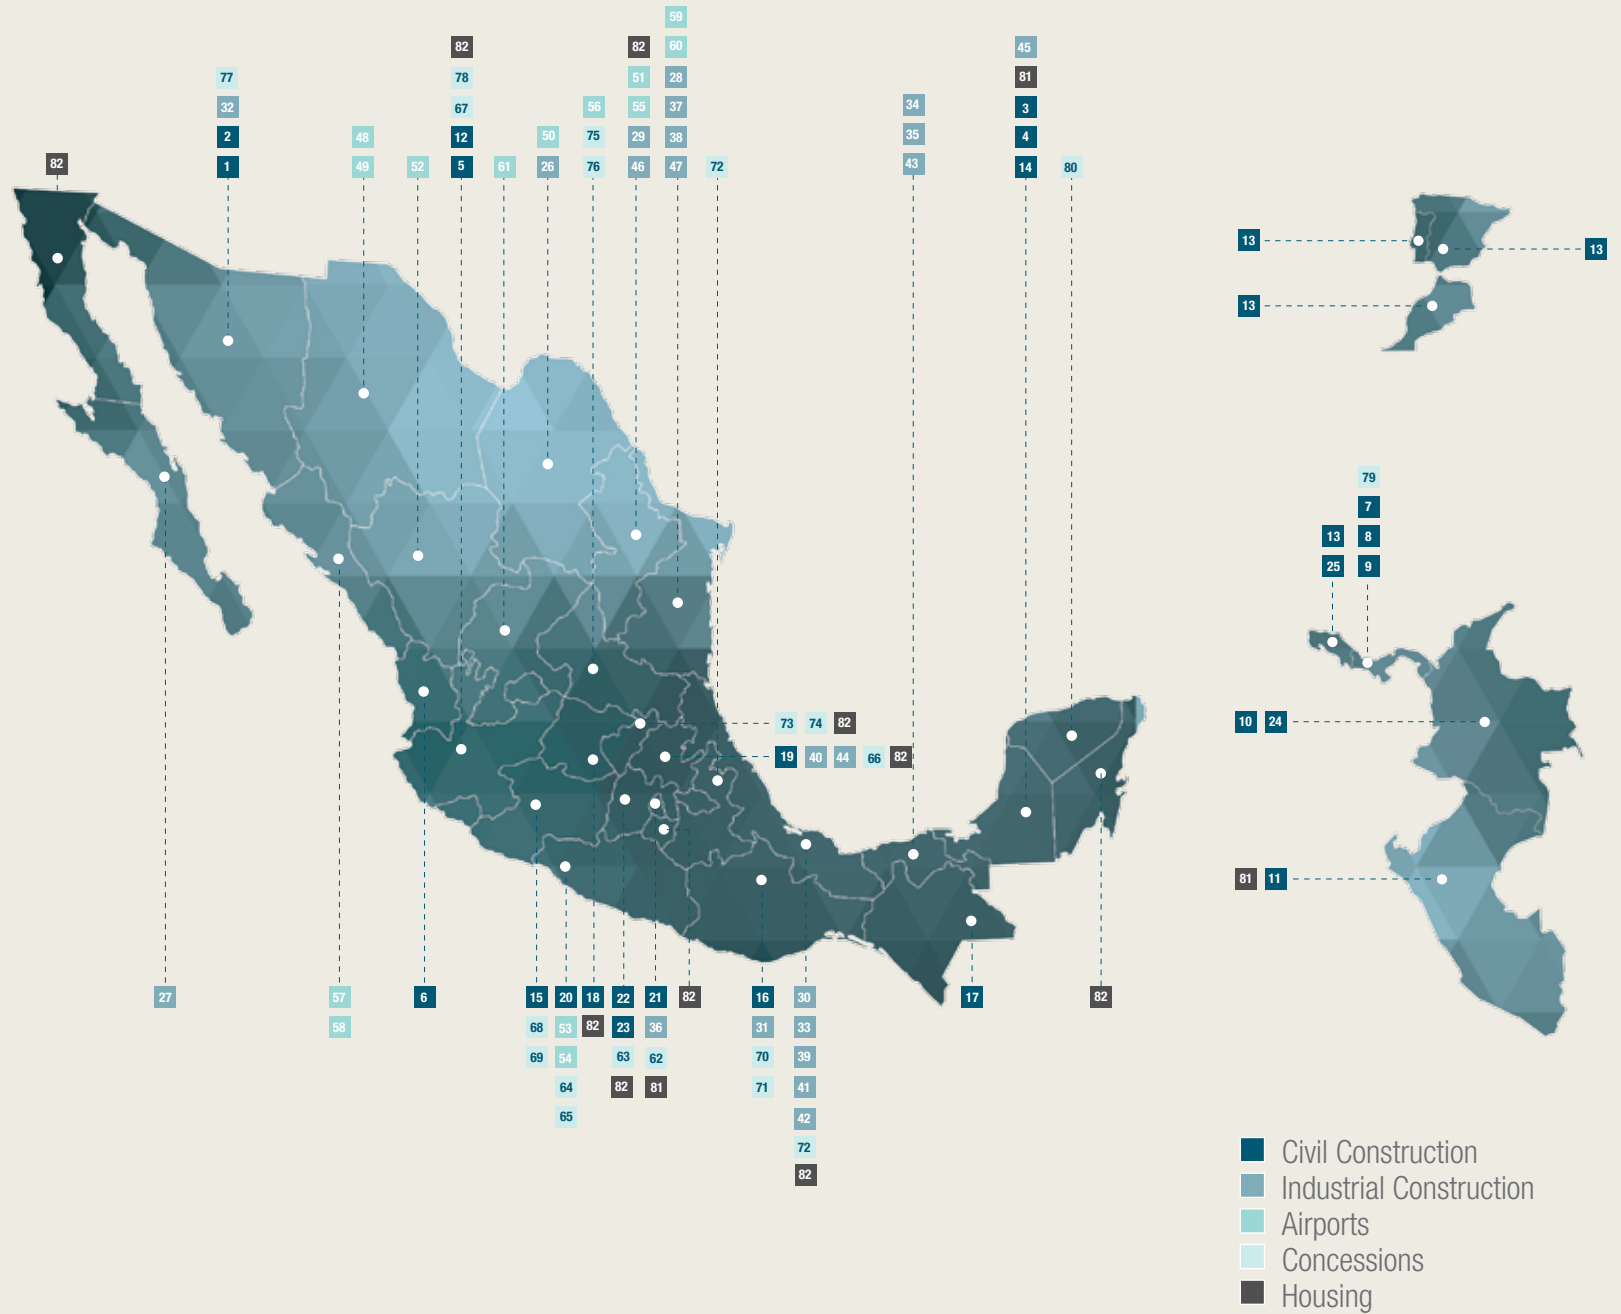 59
82 82 60 45
77 78 51 28 81
32 67 56 55 37 34 3
2 48 12 50 75 29 38 35 4
82 1 49 52 5 61 26 76 46 47 72 43 14 80
13 13
13
79
7
13 8
25 9
73 74 82
10 24
19 40 44 66 82
81 11
27 57 6 15 20 18 22 21 82 16 30 17 82
58 68 53 82 23 36 31 33
69 54 63 62 70 39
64 82 81 71 41
65 42
72
82
Civil Construction
Industrial Construction
Airports
Concessions
Housing